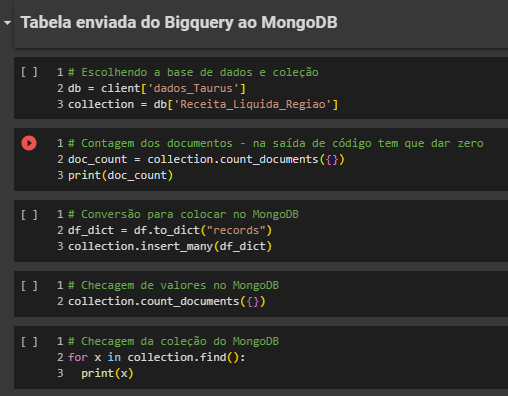 Tabela enviada do Bigquery ao MongoDB
[ ] 1 # Escolhendo a base de dados e coleção
2 db = client['dados_Taurus']
3 collection = db['Receita_Liquida_Regiao']
1 # Contagem dos documentos - na saída de código tem que dar zero
2 doc_count = collection.count_documents({})
3 print(doc_count)
[ ] 1 # Conversão para colocar no MongoDB
2 df_dict = df.to_dict("records")
3 collection.insert_many(df_dict)
[ ] 1 # Checagem de valores no MongoDB
2 collection.count_documents({})
[ ] 1 # Checagem da coleção do MongoDB
2 for x in collection.find():
3   print(x)